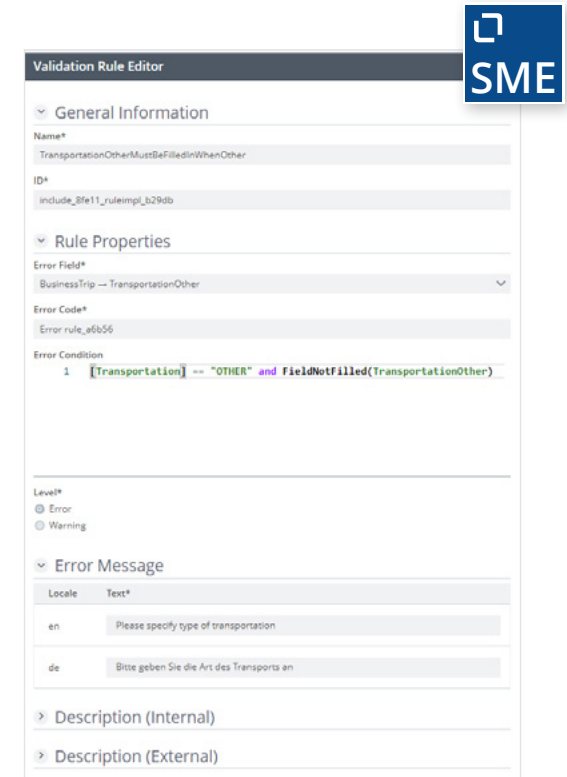 SME
Validation Rule Editor
General Information
Name*
TransportationOtherMustBeFilledInWhenOther
ID*
include_8fe11_ruleimpl_b29db
Rule Properties
Error Field*
BusinessTrip → TransportationOther
Error Code*
Error rule_a6b56
Error Condition
1 [Transportation] == "OTHER" and FieldNotFilled(TransportationOther)
Level*
Error
Warning
Error Message
Locale Text*
en Please specify type of transportation
de Bitte geben Sie die Art des Transports an
Description (Internal)
Description (External)